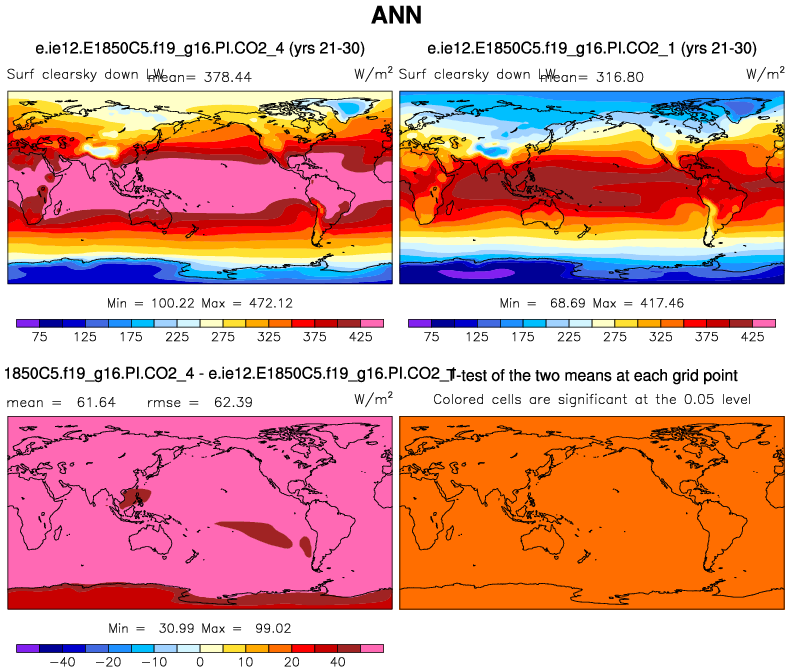 ANN
e.ie12.E1850C5.f19_g16.PI.CO2_4 (yrs 21-30)
e.ie12.E1850C5.f19_g16.PI.CO2_1 (yrs 21-30)
Surf clearsky down LW mean= 378.44 W/m²
Surf clearsky down LW mean= 316.80 W/m²
Min = 100.22 Max = 472.12
Min = 68.69 Max = 417.46
75 125 175 225 275 325 375 425
75 125 175 225 275 325 375 425
1850C5.f19_g16.PI.CO2_4 - e.ie12.E1850C5.f19_g16.PI.CO2_1
T-test of the two means at each grid point
mean = 61.64 rmse = 62.39 W/m²
Colored cells are significant at the 0.05 level
Min = 30.99 Max = 99.02
−40 −20 −10 0 10 20 40